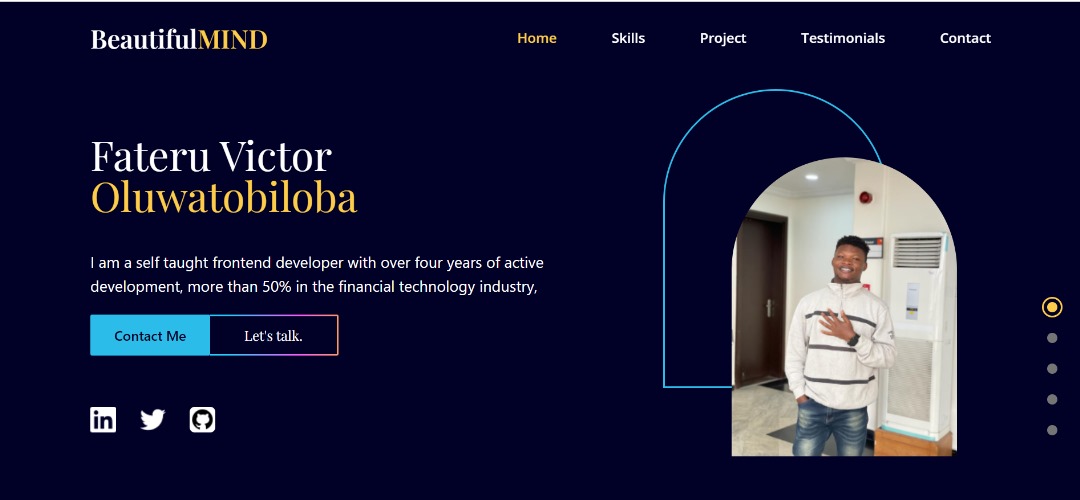 BeautifulMIND
Home Skills Project Testimonials Contact
Fateru Victor
Oluwatobiloba
I am a self taught frontend developer with over four years of active
development, more than 50% in the financial technology industry,
Contact Me Let's talk.
in